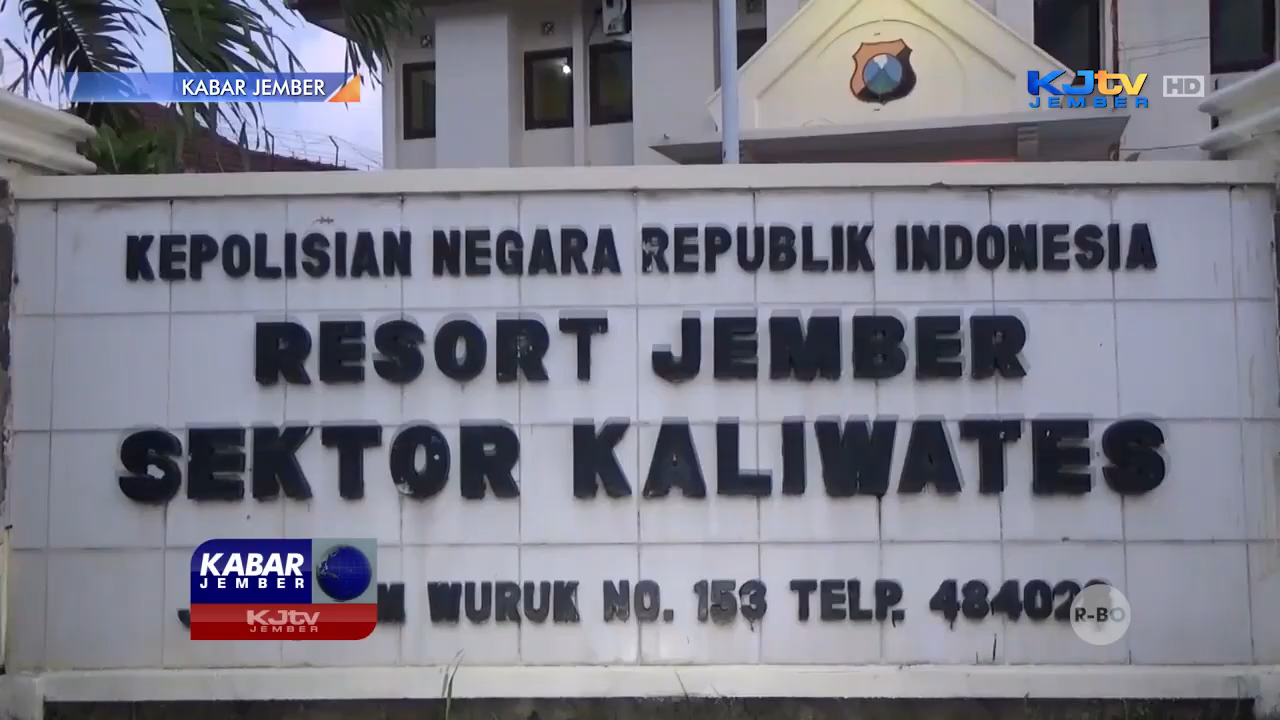 KABAR JEMBER
KJtv HD
JEMBER
KEPOLISIAN NEGARA REPUBLIK INDONESIA
RESORT JEMBER
SEKTOR KALIWATES
WURUK NO. 153 TELP.
KABAR
JEMBER
KJtv
JEMBER
R-BO